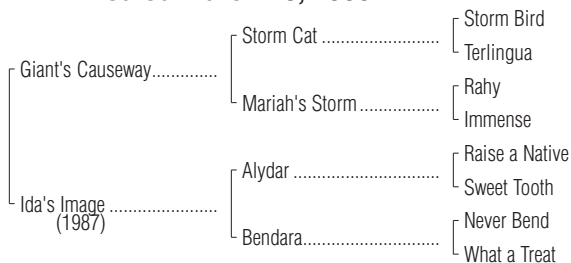 Storm Bird
Storm Cat ........................
Terlingua
Giant's Causeway.............
Rahy
Mariah's Storm ................
Immense
Raise a Native
Alydar .............................
Sweet Tooth
Ida's Image .....................
(1987)
Never Bend
Bendara...........................
What a Treat